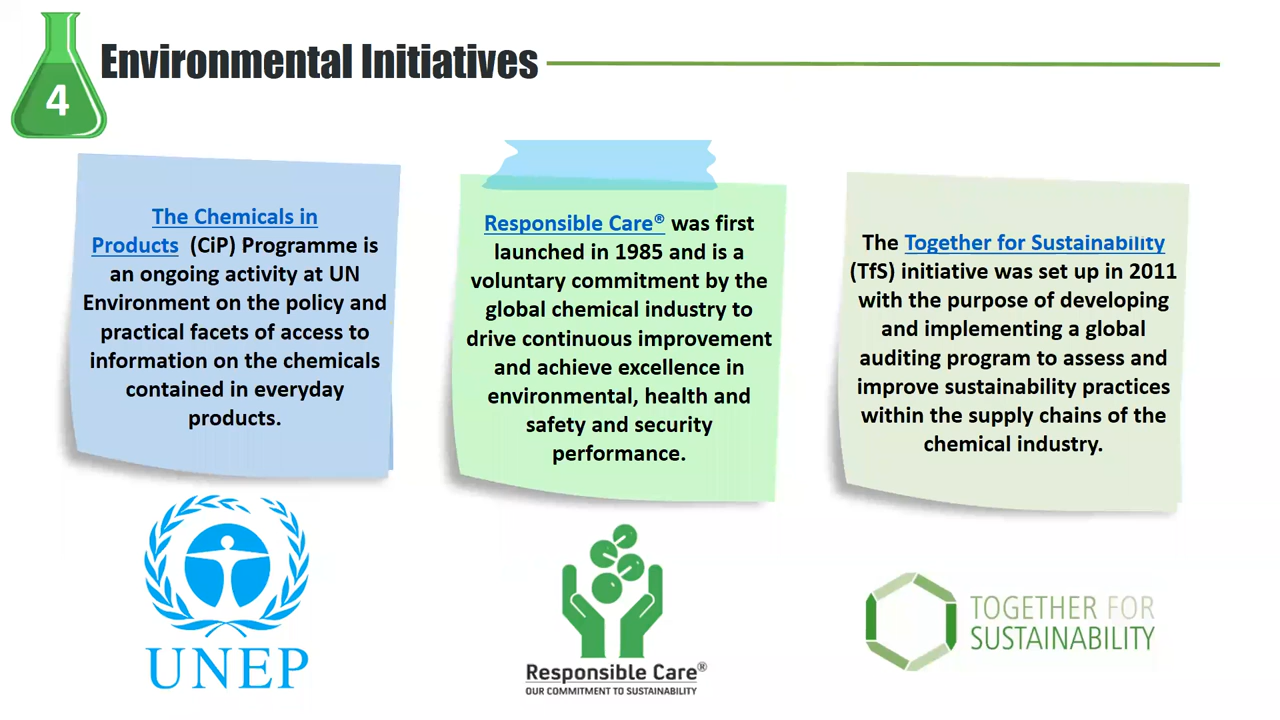 4
Environmental Initiatives
The Chemicals in
Products (CiP) Programme is
an ongoing activity at UN
Environment on the policy and
practical facets of access to
information on the chemicals
contained in everyday
products.
Responsible Care® was first
launched in 1985 and is a
voluntary commitment by the
global chemical industry to
drive continuous improvement
and achieve excellence in
environmental, health and
safety and security
performance.
The Together for Sustainability
(TfS) initiative was set up in 2011
with the purpose of developing
and implementing a global
auditing program to assess and
improve sustainability practices
within the supply chains of the
chemical industry.
UNEP
Responsible Care®
OUR COMMITMENT TO SUSTAINABILITY
TOGETHER FOR
SUSTAINABILITY